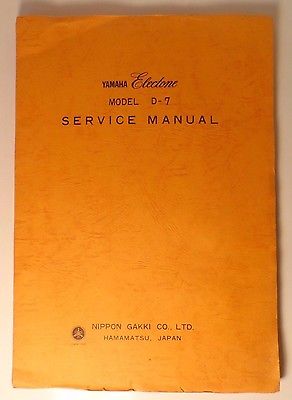 YAMAHA Electone
MODEL D-7
SERVICE MANUAL
NIPPON GAKKI CO., LTD.
HAMAMATSU, JAPAN